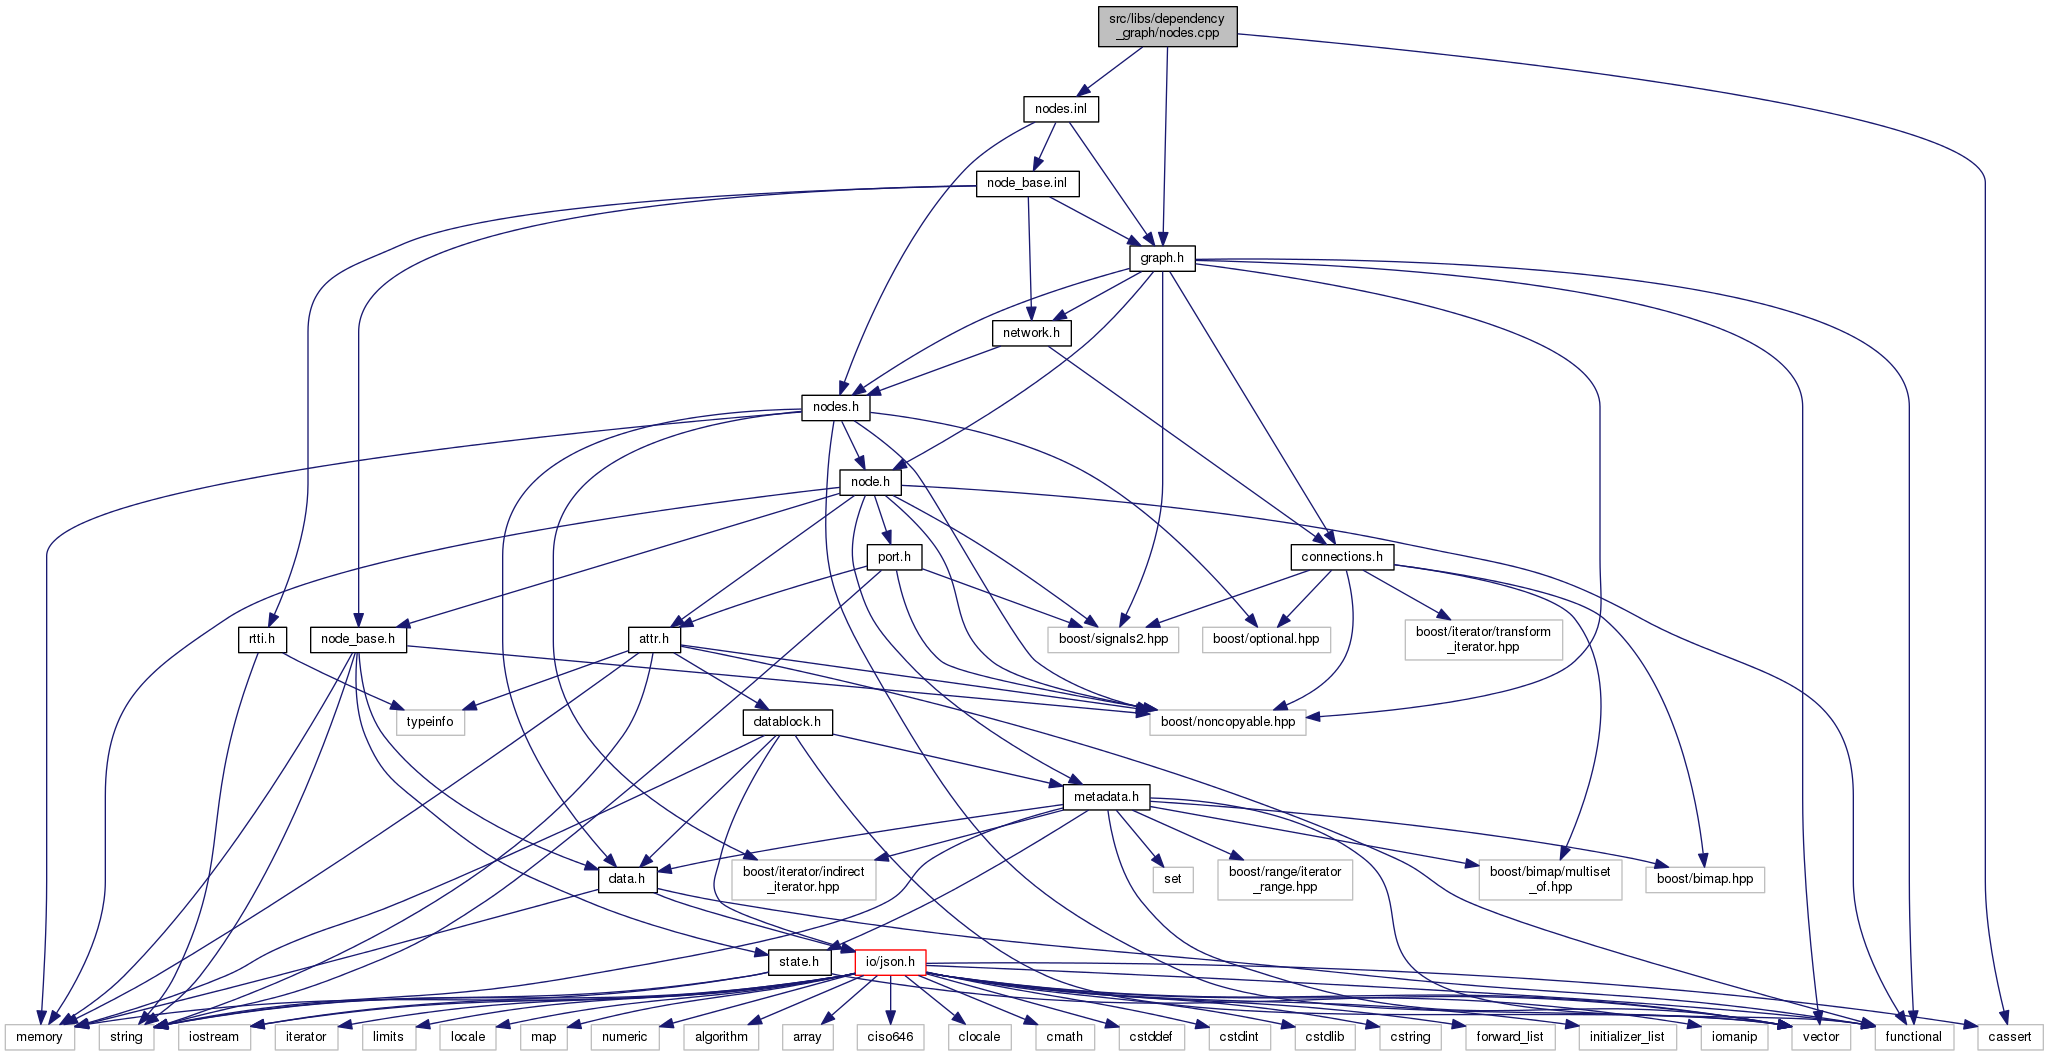 src/libs/dependency
_graph/nodes.cpp
nodes.inl
node_base.inl
graph.h
network.h
nodes.h
node.h
port.h
connections.h
rtti.h
node_base.h
attr.h
boost/signals2.hpp
boost/optional.hpp
boost/iterator/transform
_iterator.hpp
typeinfo
datablock.h
boost/noncopyable.hpp
metadata.h
data.h
boost/iterator/indirect
_iterator.hpp
set
boost/range/iterator
_range.hpp
boost/bimap/multiset
_of.hpp
boost/bimap.hpp
state.h
io/json.h
memory
string
iostream
iterator
limits
locale
map
numeric
algorithm
array
ciso646
clocale
cmath
cstddef
cstdint
cstdlib
cstring
forward_list
initializer_list
iomanip
vector
functional
cassert